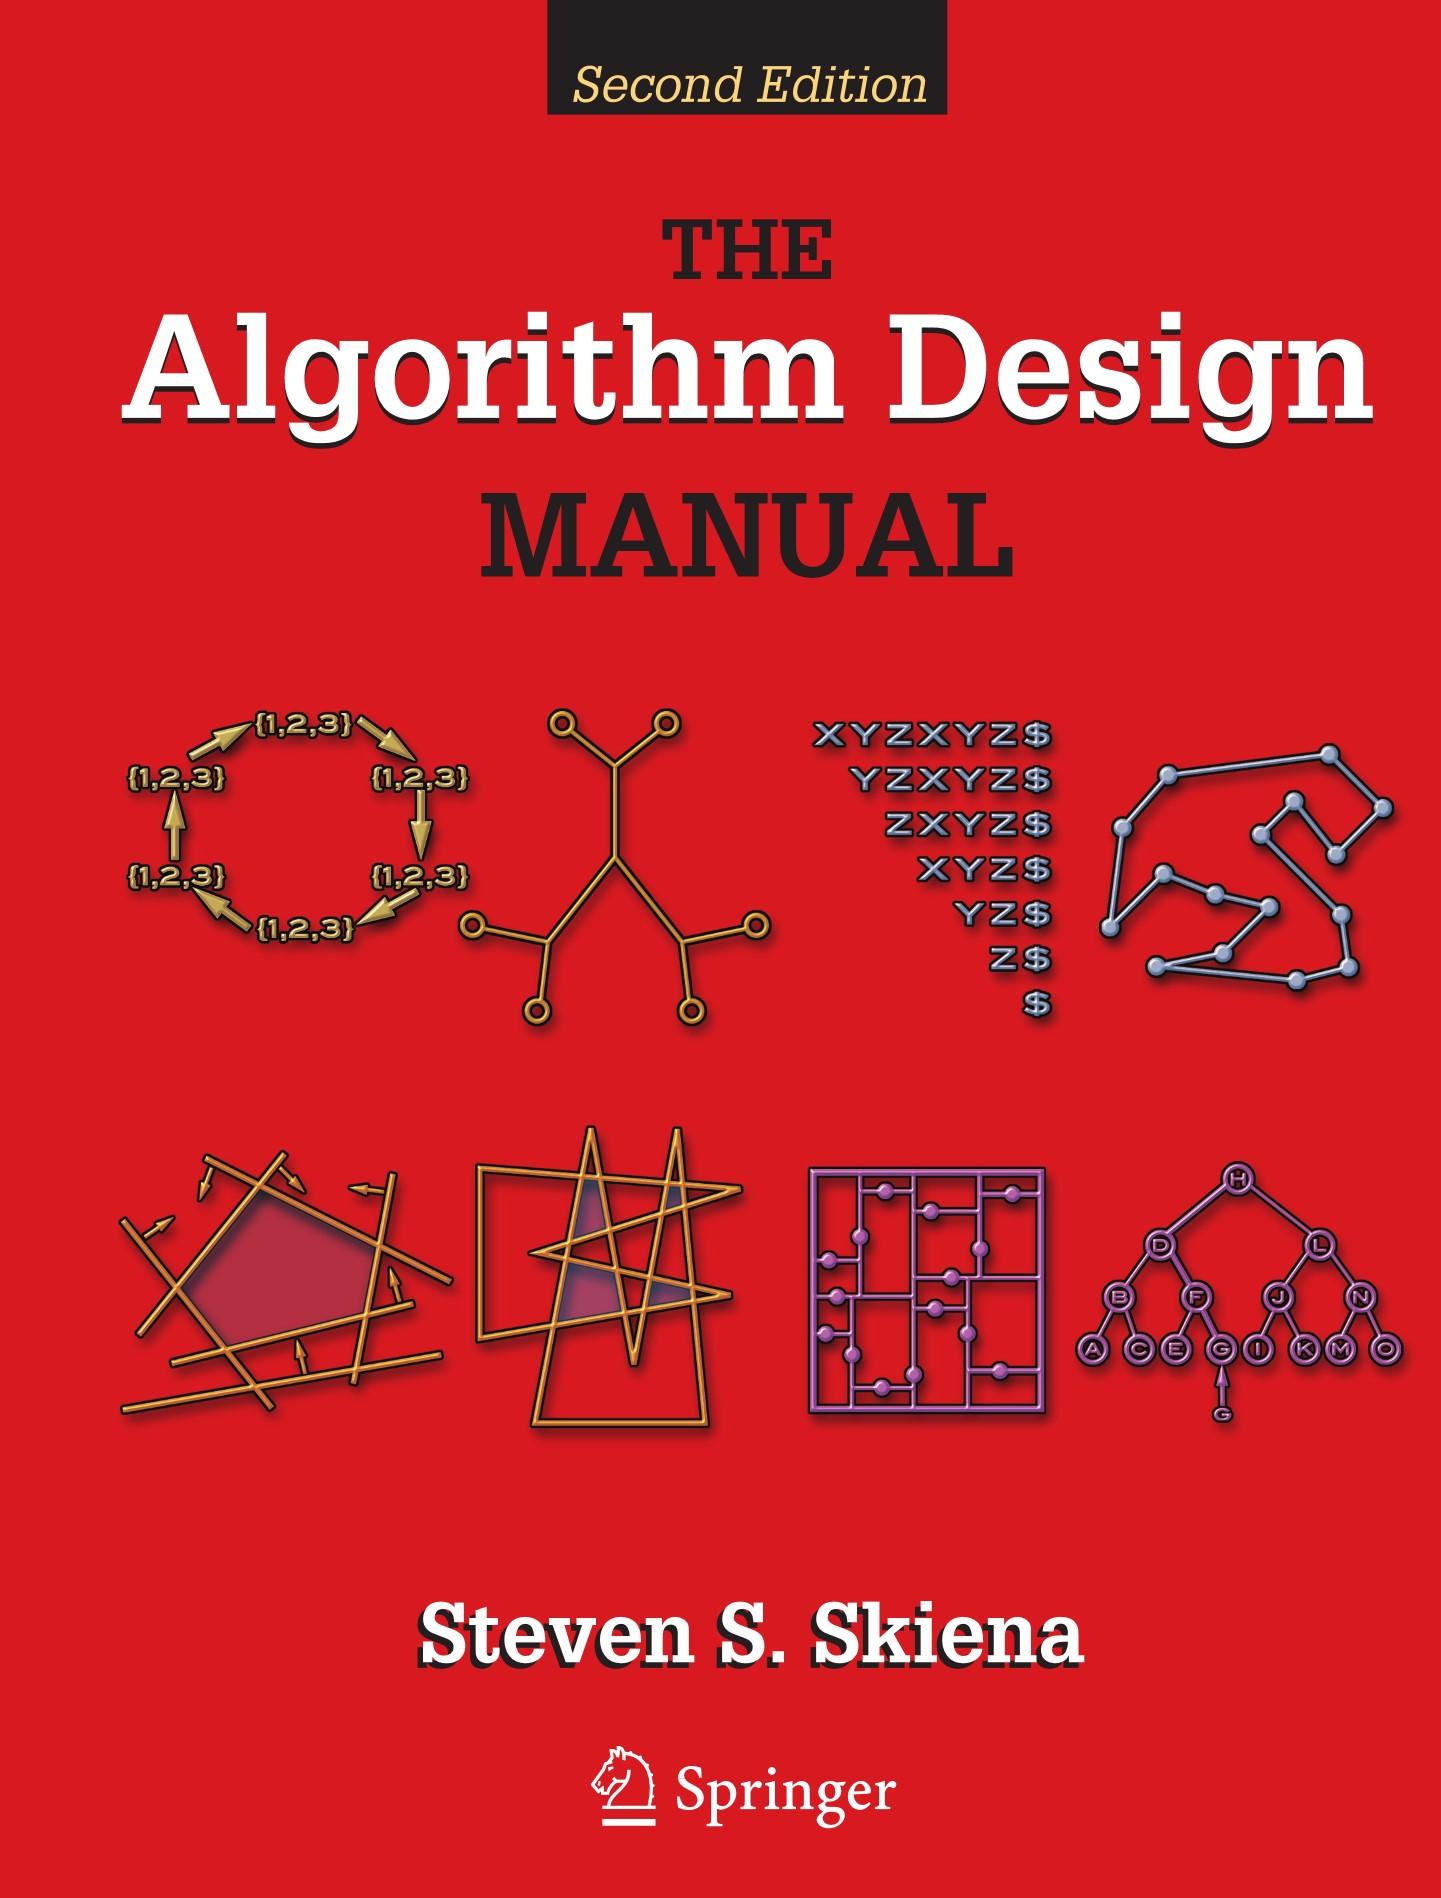 Second Edition
THE
Algorithm Design
MANUAL
{1,2,3}
{1,2,3}
{1,2,3}
{1,2,3}
{1,2,3}
{1,2,3}
XYZXYZ$
YZXYZ$
ZXYZ$
XYZ$
YZ$
Z$
$
H
D L
B F J N
A C E G I K M O
G
Steven S. Skiena
Springer